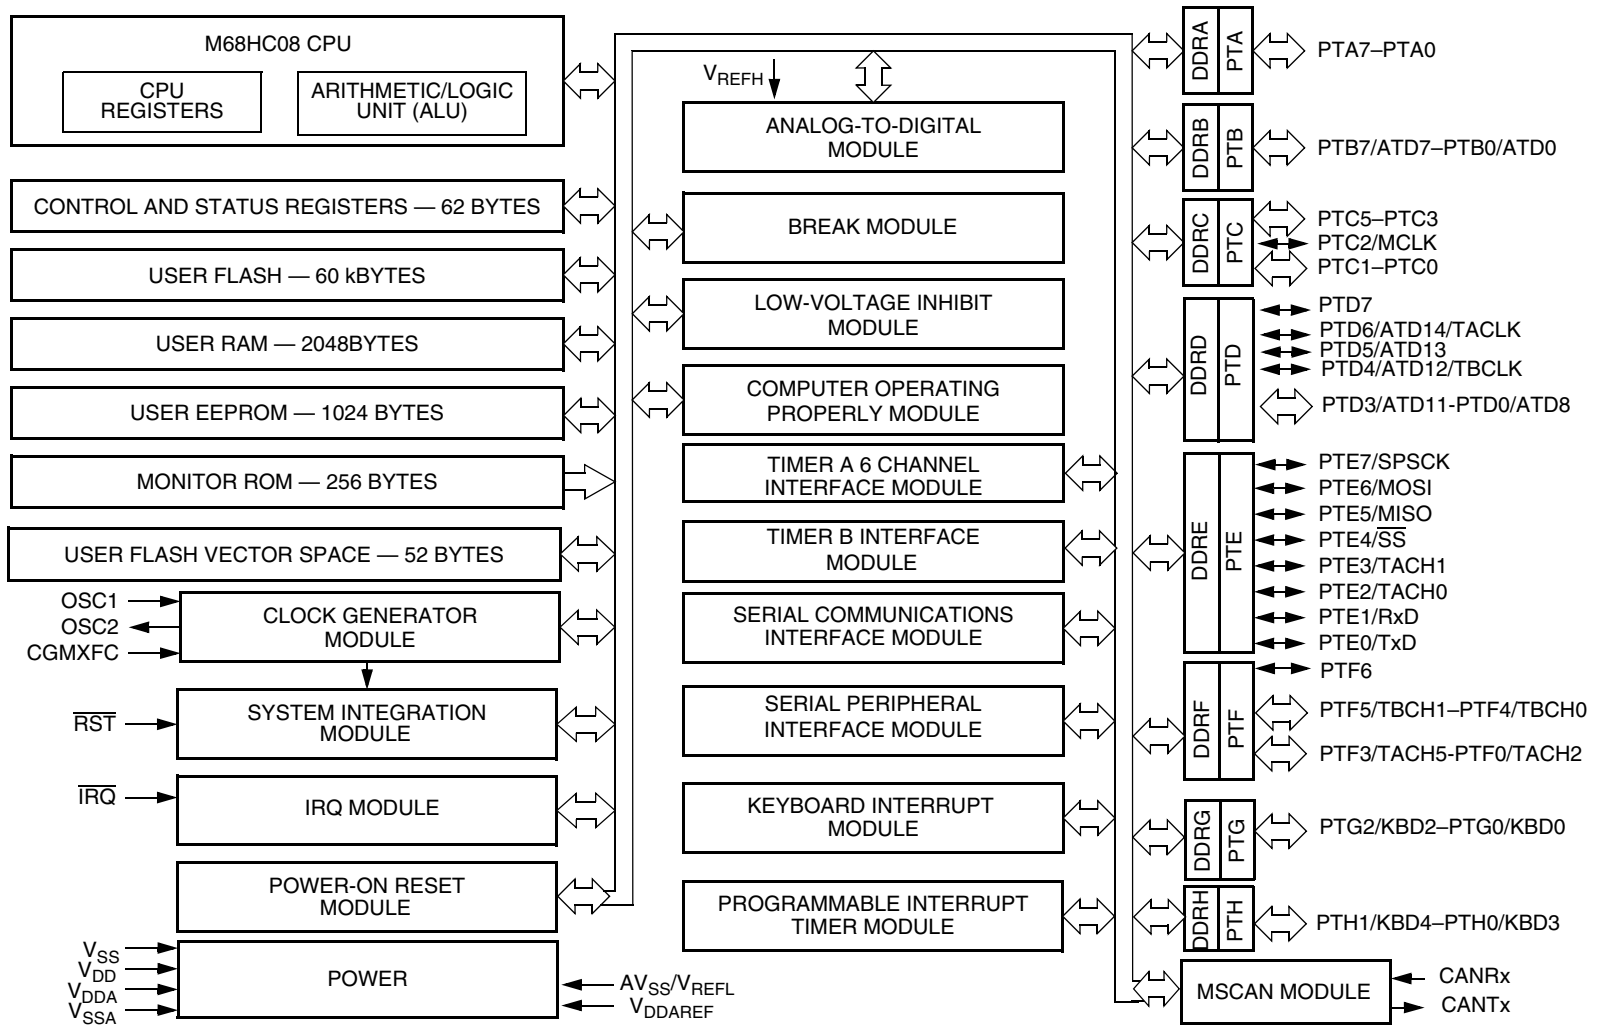 M68HC08 CPU
CPU
REGISTERS
ARITHMETIC/LOGIC
UNIT (ALU)
CONTROL AND STATUS REGISTERS — 62 BYTES
USER FLASH — 60 kBYTES
USER RAM — 2048BYTES
USER EEPROM — 1024 BYTES
MONITOR ROM — 256 BYTES
USER FLASH VECTOR SPACE — 52 BYTES
OSC1
OSC2
CGMXFC
CLOCK GENERATOR
MODULE
RST
SYSTEM INTEGRATION
MODULE
IRQ
IRQ MODULE
POWER-ON RESET
MODULE
VSS
VDD
VDDA
VSSA
POWER
AVSS/VREFL
VDDAREF
VREFH
ANALOG-TO-DIGITAL
MODULE
BREAK MODULE
LOW-VOLTAGE INHIBIT
MODULE
COMPUTER OPERATING
PROPERLY MODULE
TIMER A 6 CHANNEL
INTERFACE MODULE
TIMER B INTERFACE
MODULE
SERIAL COMMUNICATIONS
INTERFACE MODULE
SERIAL PERIPHERAL
INTERFACE MODULE
KEYBOARD INTERRUPT
MODULE
PROGRAMMABLE INTERRUPT
TIMER MODULE
DDRA
PTA
PTA7–PTA0
DDRB
PTB
PTB7/ATD7–PTB0/ATD0
DDRC
PTC
PTC5–PTC3
PTC2/MCLK
PTC1–PTC0
DDRD
PTD
PTD7
PTD6/ATD14/TACLK
PTD5/ATD13
PTD4/ATD12/TBCLK
PTD3/ATD11-PTD0/ATD8
DDRE
PTE
PTE7/SPSCK
PTE6/MOSI
PTE5/MISO
PTE4/SS
PTE3/TACH1
PTE2/TACH0
PTE1/RxD
PTE0/TxD
DDRF
PTF
PTF6
PTF5/TBCH1–PTF4/TBCH0
PTF3/TACH5-PTF0/TACH2
DDRG
PTG
PTG2/KBD2–PTG0/KBD0
DDRH
PTH
PTH1/KBD4–PTH0/KBD3
MSCAN MODULE
CANRx
CANTx